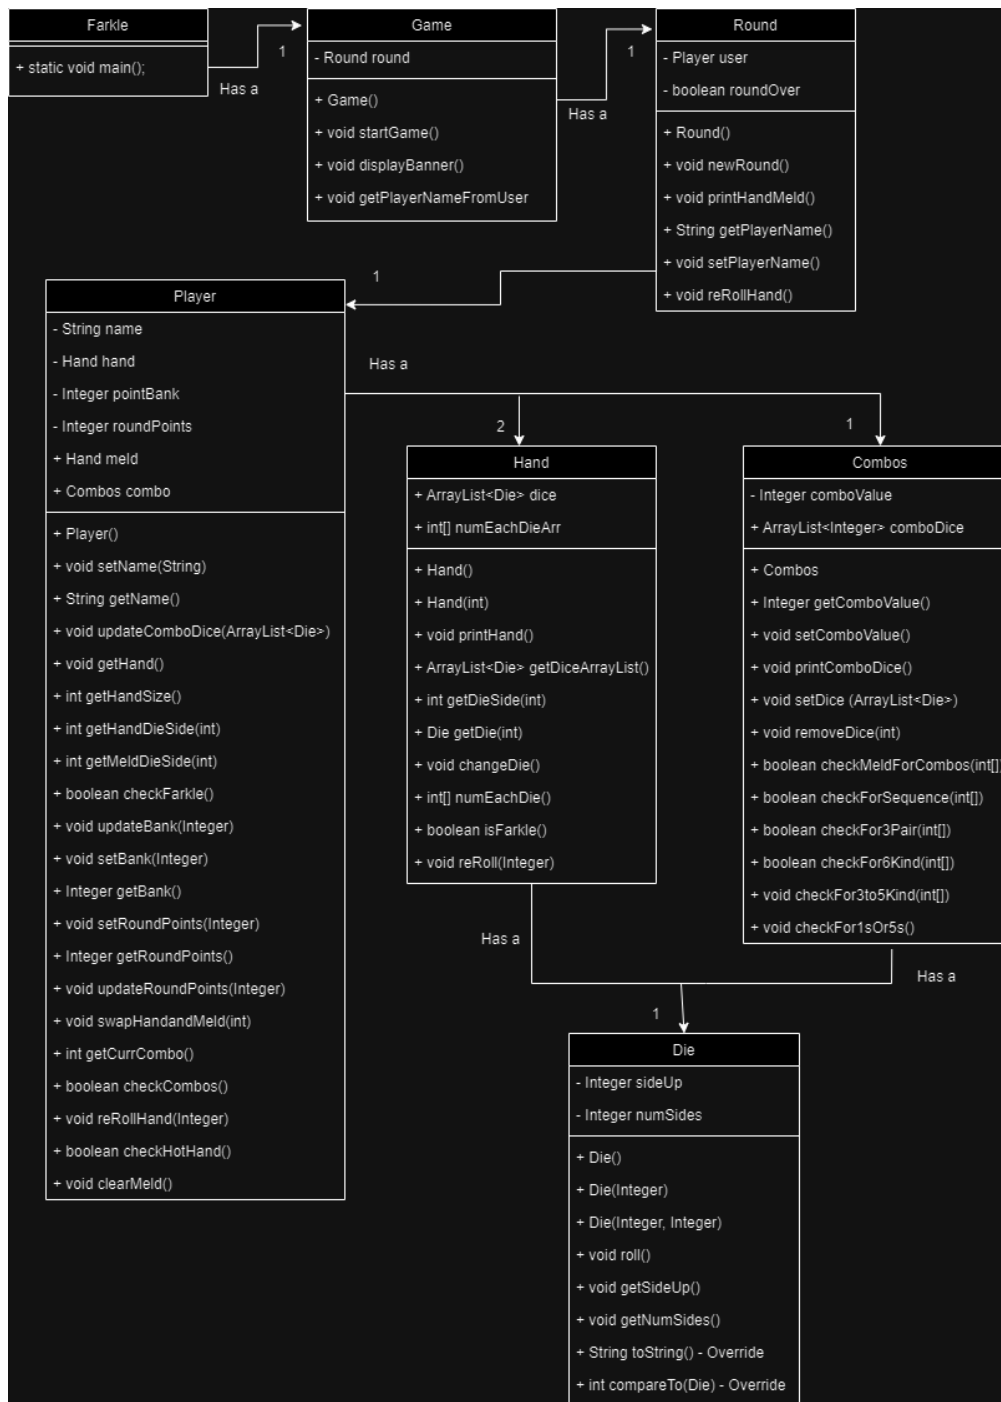 Farkle
+ static void main();
Has a
1
Game
- Round round
+ Game()
+ void startGame()
+ void displayBanner()
+ void getPlayerNameFromUser
Has a
1
Round
- Player user
- boolean roundOver
+ Round()
+ void newRound()
+ void printHandMeld()
+ String getPlayerName()
+ void setPlayerName()
+ void reRollHand()
1
Has a
Player
- String name
- Hand hand
- Integer pointBank
- Integer roundPoints
+ Hand meld
+ Combos combo
+ Player()
+ void setName(String)
+ String getName()
+ void updateComboDice(ArrayList<Die>)
+ void getHand()
+ int getHandSize()
+ int getHandDieSide(int)
+ int getMeldDieSide(int)
+ boolean checkFarkle()
+ void updateBank(Integer)
+ void setBank(Integer)
+ Integer getBank()
+ void setRoundPoints(Integer)
+ Integer getRoundPoints()
+ void updateRoundPoints(Integer)
+ void swapHandandMeld(int)
+ int getCurrCombo()
+ boolean checkCombos()
+ void reRollHand(Integer)
+ boolean checkHotHand()
+ void clearMeld()
2
Hand
+ ArrayList<Die> dice
+ int[] numEachDieArr
+ Hand()
+ Hand(int)
+ void printHand()
+ ArrayList<Die> getDiceArrayList()
+ int getDieSide(int)
+ Die getDie(int)
+ void changeDie()
+ int[] numEachDie()
+ boolean isFarkle()
+ void reRoll(Integer)
Has a
1
Combos
- Integer comboValue
+ ArrayList<Integer> comboDice
+ Combos
+ Integer getComboValue()
+ void setComboValue()
+ void printComboDice()
+ void setDice (ArrayList<Die>)
+ void removeDice(int)
+ boolean checkMeldForCombos(int[])
+ boolean checkForSequence(int[])
+ boolean checkFor3Pair(int[])
+ boolean checkFor6Kind(int[])
+ void checkFor3to5Kind(int[])
+ void checkFor1sOr5s()
Has a
1
Die
- Integer sideUp
- Integer numSides
+ Die()
+ Die(Integer)
+ Die(Integer, Integer)
+ void roll()
+ void getSideUp()
+ void getNumSides()
+ String toString() - Override
+ int compareTo(Die) - Override